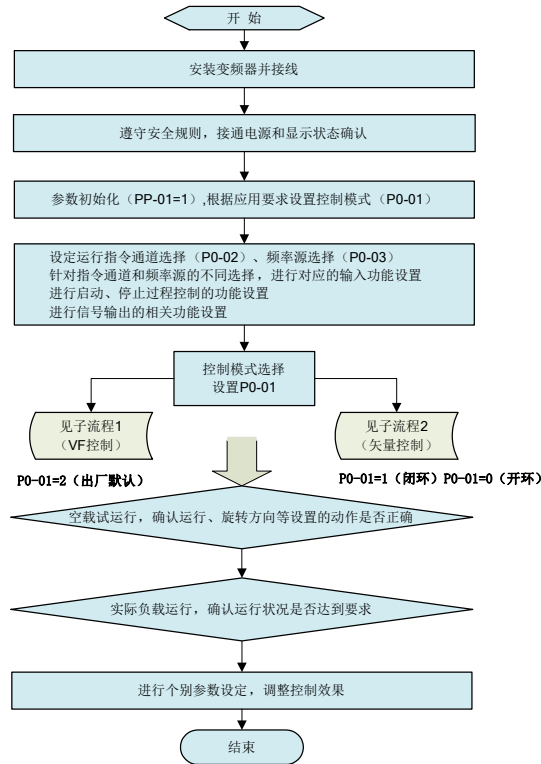 开 始
安装变频器并接线
遵守安全规则，接通电源和显示状态确认
参数初始化（PP-01=1）,根据应用要求设置控制模式（P0-01）
设定运行指令通道选择（P0-02）、频率源选择（P0-03）
针对指令通道和频率源的不同选择，进行对应的输入功能设置
进行启动、停止过程控制的功能设置
进行信号输出的相关功能设置
控制模式选择
设置P0-01
见子流程1
（VF控制）
见子流程2
（矢量控制）
P0-01=2（出厂默认）
P0-01=1（闭环）P0-01=0（开环）
空载试运行，确认运行、旋转方向等设置的动作是否正确
实际负载运行，确认运行状况是否达到要求
进行个别参数设定，调整控制效果
结束